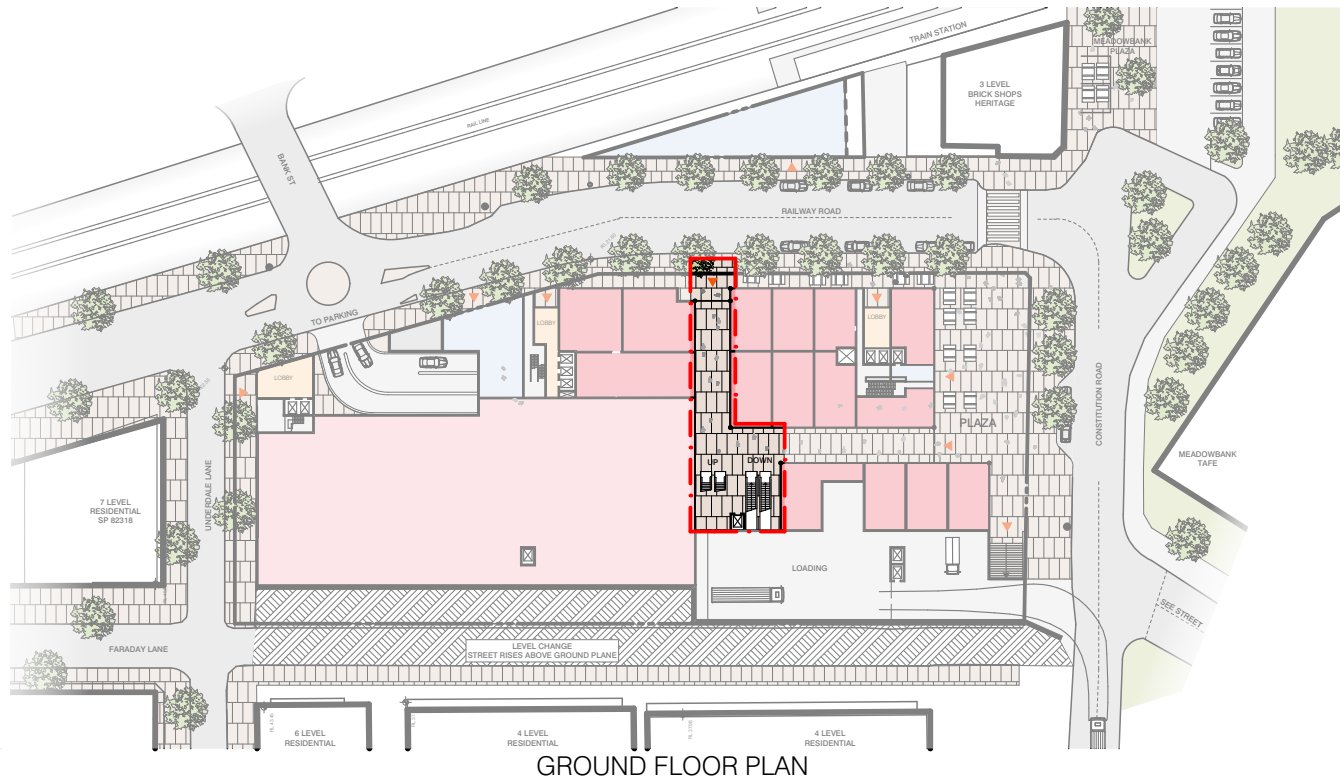 TRAIN STATION
MEADOWBANK
PLAZA
3 LEVEL
BRICK SHOPS
HERITAGE
RAIL LINE
BANK ST
RAILWAY ROAD
TO PARKING
LOBBY
LOBBY
LOBBY
PLAZA
CONSTITUTION ROAD
UP
DOWN
MEADOWBANK
TAFE
7 LEVEL
RESIDENTIAL
SP 82318
UNDERDALE LANE
LOADING
SEE STREET
FARADAY LANE
LEVEL CHANGE
STREET RISES ABOVE GROUND PLANE
6 LEVEL
RESIDENTIAL
4 LEVEL
RESIDENTIAL
4 LEVEL
RESIDENTIAL
GROUND FLOOR PLAN